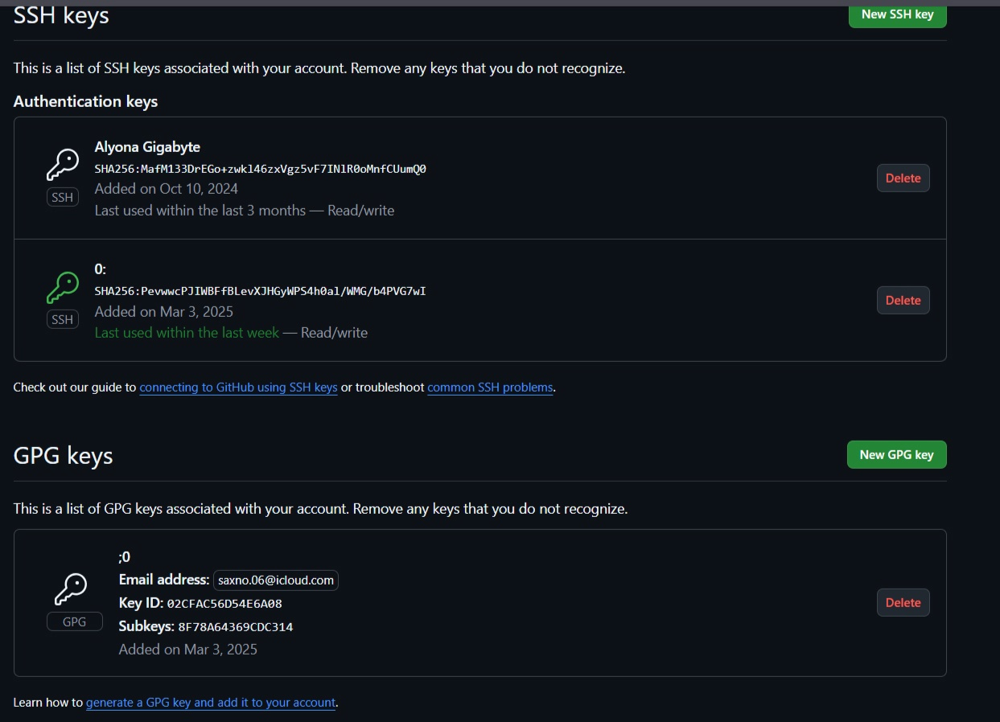 SSH keys
New SSH key
This is a list of SSH keys associated with your account. Remove any keys that you do not recognize.
Authentication keys
Alyona Gigabyte
SHA256:MafM133DrEGo+zwkl46zxVgz5vF7INlR0oMnfCUumQ0
SSH
Added on Oct 10, 2024
Last used within the last 3 months — Read/write
Delete
0:
SHA256:PevwwcPJIWBFfBLevXJHGyWPS4h0al/WMG/b4PVG7wI
SSH
Added on Mar 3, 2025
Last used within the last week — Read/write
Delete
Check out our guide to connecting to GitHub using SSH keys or troubleshoot common SSH problems.
GPG keys
New GPG key
This is a list of GPG keys associated with your account. Remove any keys that you do not recognize.
;0
Email address: saxno.06@icloud.com
Key ID: 02CFAC56D54E6A08
GPG
Subkeys: 8F78A64369CDC314
Added on Mar 3, 2025
Delete
Learn how to generate a GPG key and add it to your account.